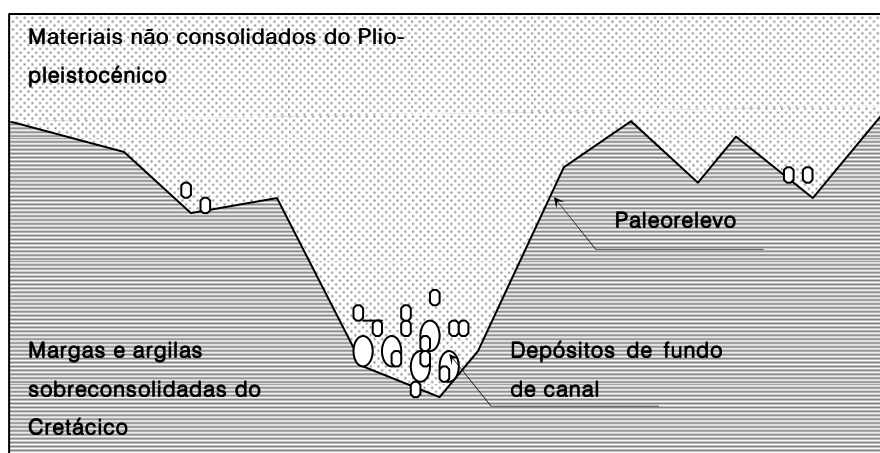 Materiais não consolidados do Plio-
pleistocénico
Paleorelevo
Margas e argilas
sobreconsolidadas do
Cretácico
Depósitos de fundo
de canal